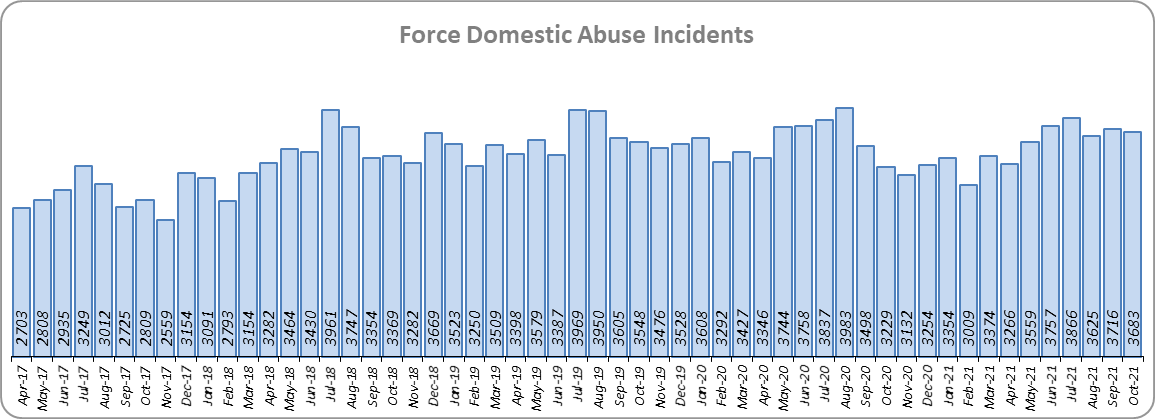 Force Domestic Abuse Incidents
2703 2808 2935 3249 3012 2725 2809 2559 3154 3091 2793 3154 3282 3464 3430 3961 3747 3354 3369 3282 3669 3523 3250 3509 3398 3579 3387 3969 3950 3605 3548 3476 3528 3608 3292 3427 3346 3744 3758 3837 3983 3498 3229 3132 3254 3354 3009 3374 3266 3559 3757 3866 3625 3716 3683
Apr-17 May-17 Jun-17 Jul-17 Aug-17 Sep-17 Oct-17 Nov-17 Dec-17 Jan-18 Feb-18 Mar-18 Apr-18 May-18 Jun-18 Jul-18 Aug-18 Sep-18 Oct-18 Nov-18 Dec-18 Jan-19 Feb-19 Mar-19 Apr-19 May-19 Jun-19 Jul-19 Aug-19 Sep-19 Oct-19 Nov-19 Dec-19 Jan-20 Feb-20 Mar-20 Apr-20 May-20 Jun-20 Jul-20 Aug-20 Sep-20 Oct-20 Nov-20 Dec-20 Jan-21 Feb-21 Mar-21 Apr-21 May-21 Jun-21 Jul-21 Aug-21 Sep-21 Oct-21